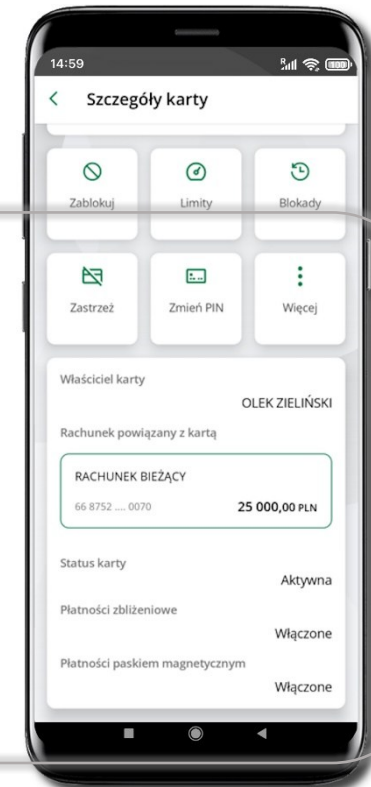 14:59
Szczegóły karty
Zablokuj
Limity
Blokady
Zastrzeż
Zmień PIN
Więcej
Właściciel karty
OLEK ZIELIŃSKI
Rachunek powiązany z kartą
RACHUNEK BIEŻĄCY
66 8752 .... 0070
25 000,00 PLN
Status karty
Aktywna
Płatności zbliżeniowe
Włączone
Płatności paskiem magnetycznym
Włączone